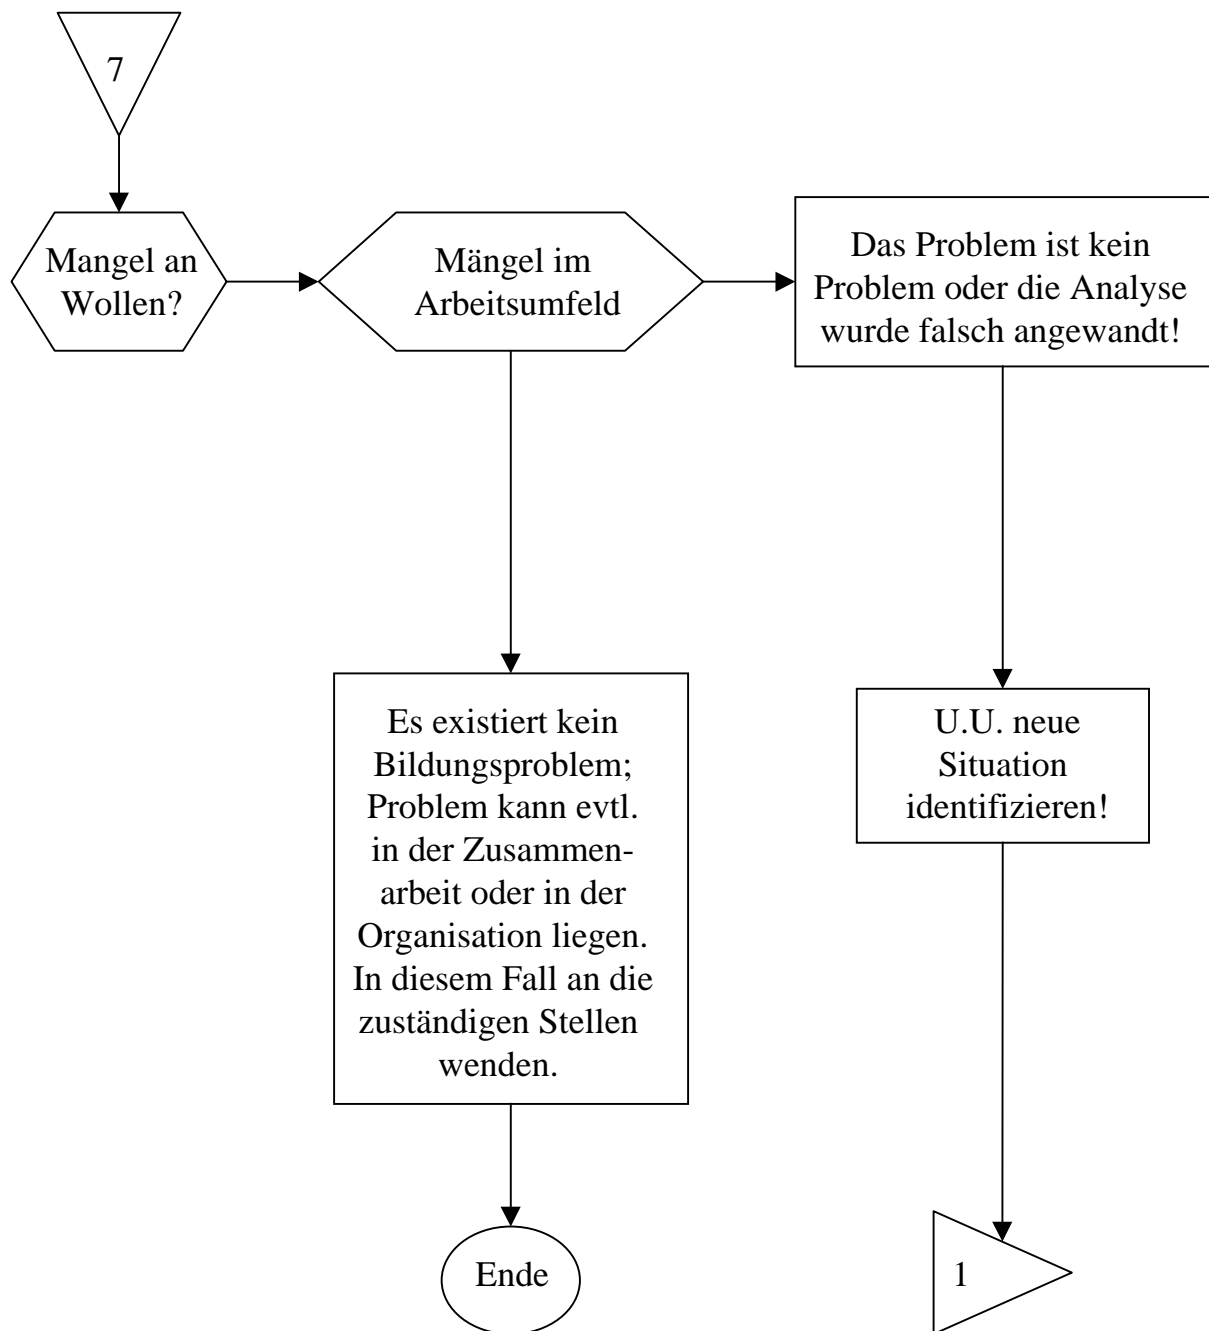 7
Mangel an
Wollen?
Mängel im
Arbeitsumfeld
Das Problem ist kein
Problem oder die Analyse
wurde falsch angewandt!
Es existiert kein
Bildungsproblem;
Problem kann evtl.
in der Zusammen-
arbeit oder in der
Organisation liegen.
In diesem Fall an die
zuständigen Stellen
wenden.
U.U. neue
Situation
identifizieren!
Ende
1